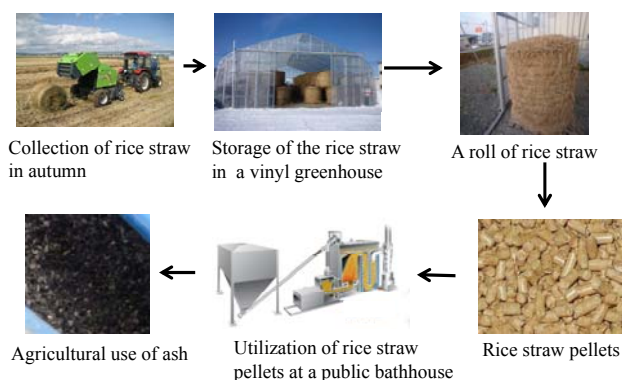 Collection of rice straw
in autumn
Storage of the rice straw
in a vinyl greenhouse
A roll of rice straw
Rice straw pellets
Utilization of rice straw
pellets at a public bathhouse
Agricultural use of ash